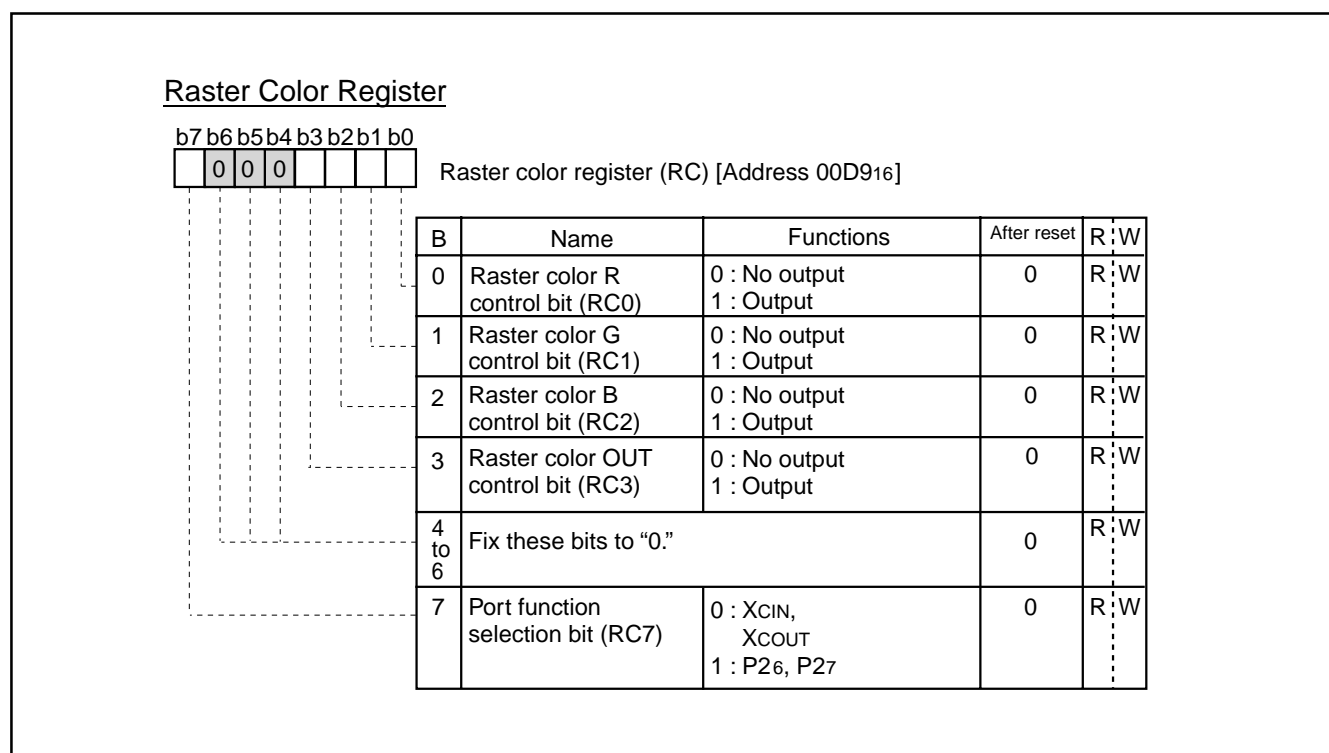 Raster Color Register
b7 b6 b5 b4 b3 b2 b1 b0
0 0 0
Raster color register (RC) [Address 00D916]
B Name Functions After reset R W
0 Raster color R control bit (RC0) 0 : No output 1 : Output 0 R W
1 Raster color G control bit (RC1) 0 : No output 1 : Output 0 R W
2 Raster color B control bit (RC2) 0 : No output 1 : Output 0 R W
3 Raster color OUT control bit (RC3) 0 : No output 1 : Output 0 R W
4 to 6 Fix these bits to “0.” 0 R W
7 Port function selection bit (RC7) 0 : XCIN, XCOUT 1 : P26, P27 0 R W